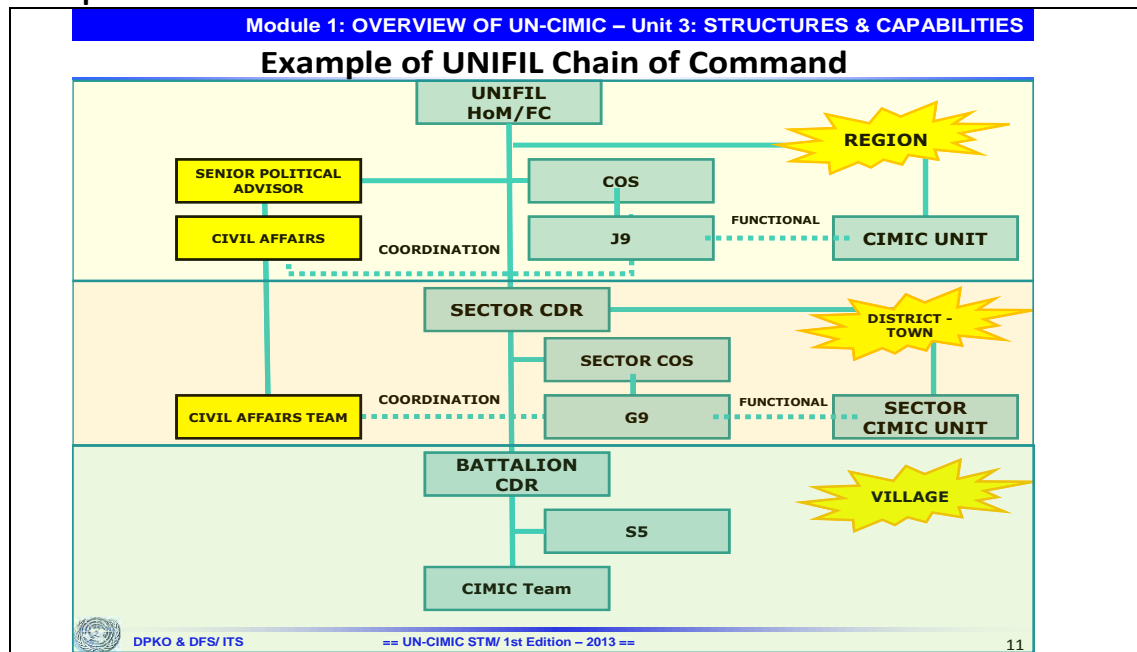 Module 1: OVERVIEW OF UN-CIMIC – Unit 3: STRUCTURES & CAPABILITIES
Example of UNIFIL Chain of Command
UNIFIL
HoM/FC
REGION
SENIOR POLITICAL
ADVISOR
COS
CIVIL AFFAIRS
COORDINATION
J9
FUNCTIONAL
CIMIC UNIT
SECTOR CDR
DISTRICT -
TOWN
SECTOR COS
CIVIL AFFAIRS TEAM
COORDINATION
G9
FUNCTIONAL
SECTOR
CIMIC UNIT
BATTALION
CDR
VILLAGE
S5
CIMIC Team
DPKO & DFS/ ITS
== UN-CIMIC STM/ 1st Edition – 2013 ==
11